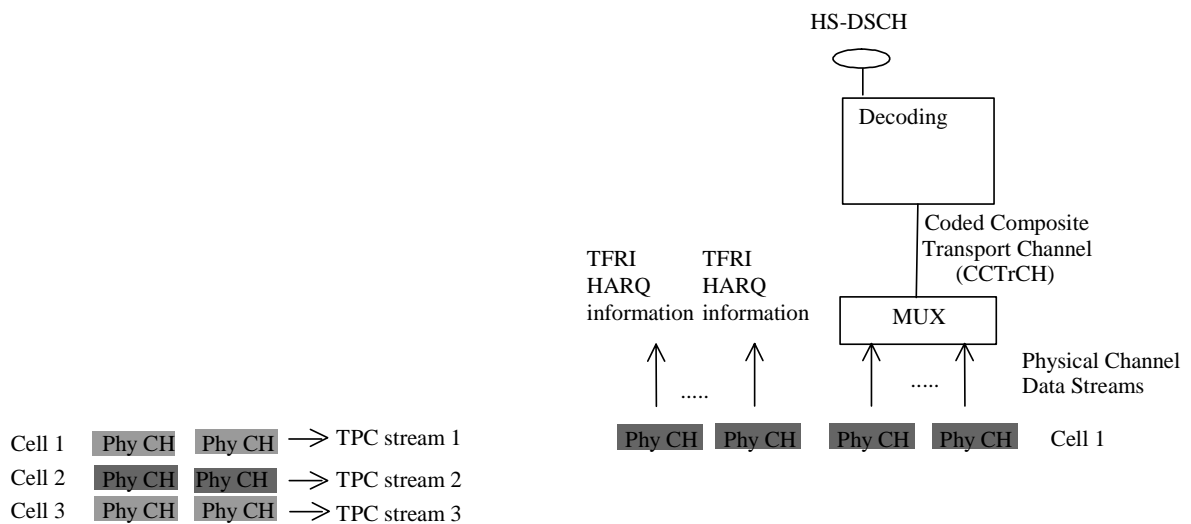 HS-DSCH
Decoding
Coded Composite
Transport Channel
(CCTrCH)
TFRI
HARQ
information
TFRI
HARQ
information
MUX
Physical Channel
Data Streams
.....
.....
Phy CH Phy CH Phy CH Phy CH Cell 1
Cell 1 Phy CH Phy CH TPC stream 1
Cell 2 Phy CH Phy CH TPC stream 2
Cell 3 Phy CH Phy CH TPC stream 3